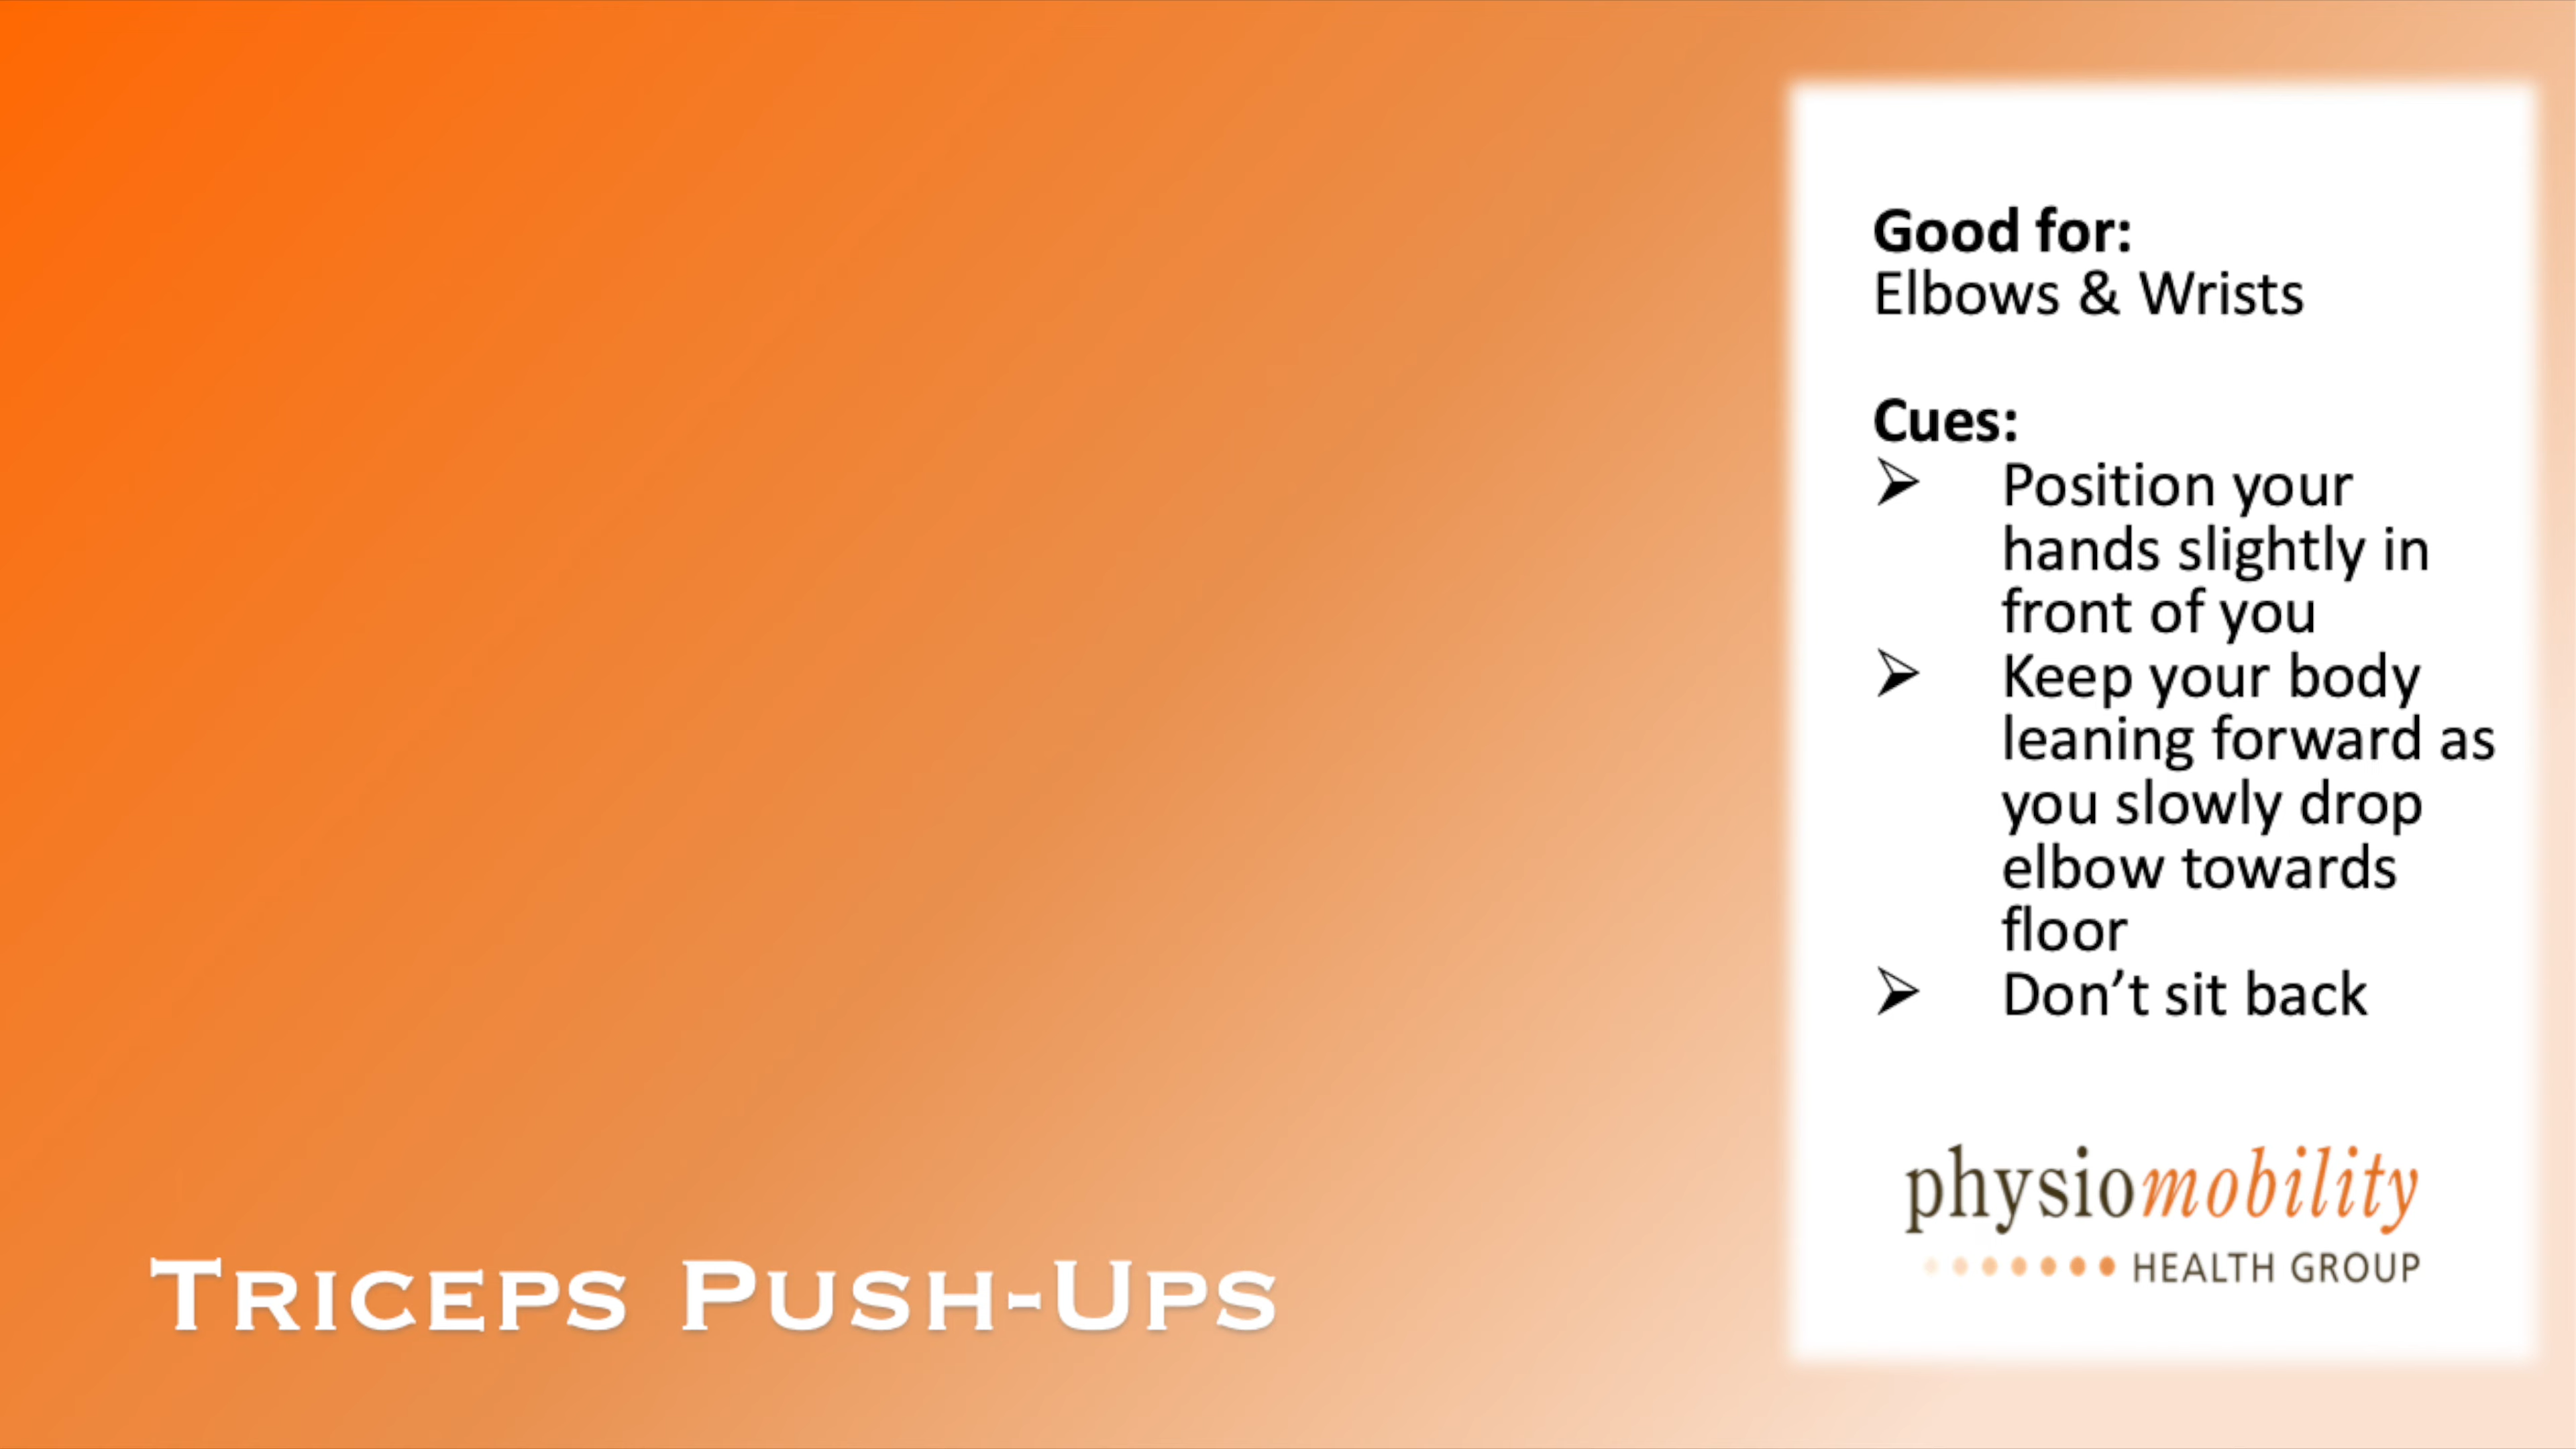 Good for:
Elbows & Wrists
Cues:
➢ Position your
hands slightly in
front of you
➢ Keep your body
leaning forward as
you slowly drop
elbow towards
floor
➢ Don’t sit back
physiomobility
HEALTH GROUP
Triceps Push-Ups